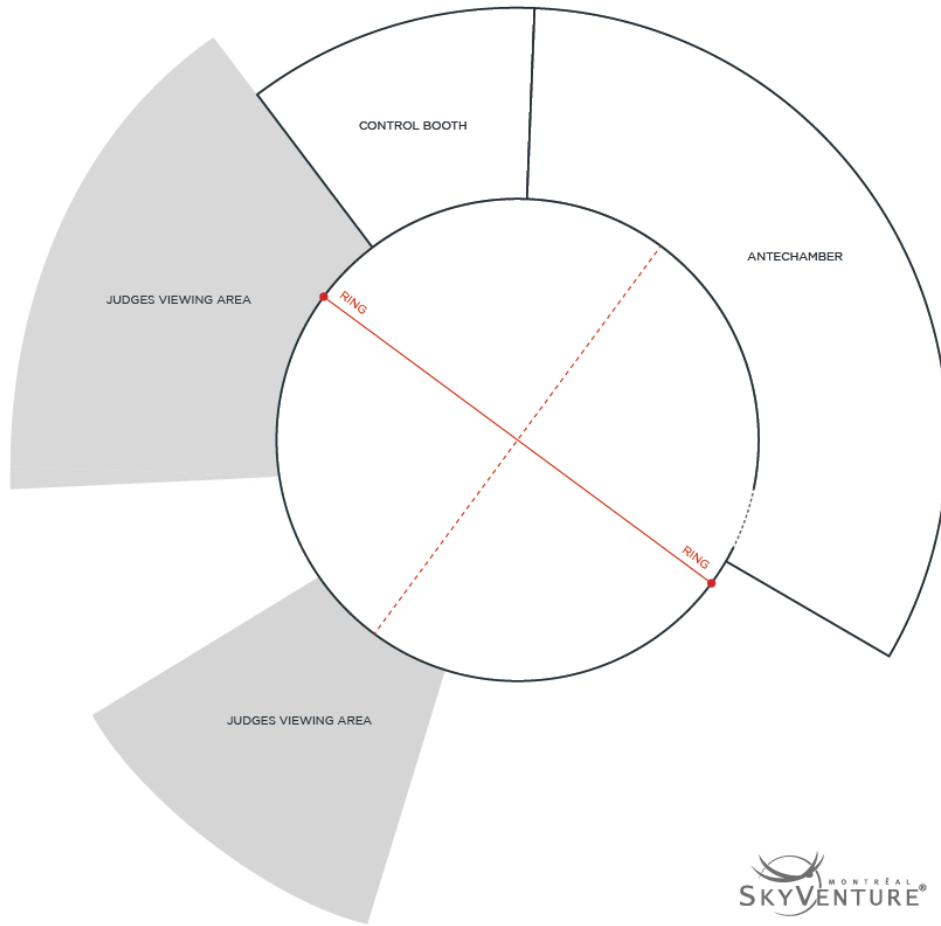 CONTROL BOOTH
ANTECHAMBER
JUDGES VIEWING AREA
RING
RING
JUDGES VIEWING AREA
MONTRÉAL
SKYVENTURE®